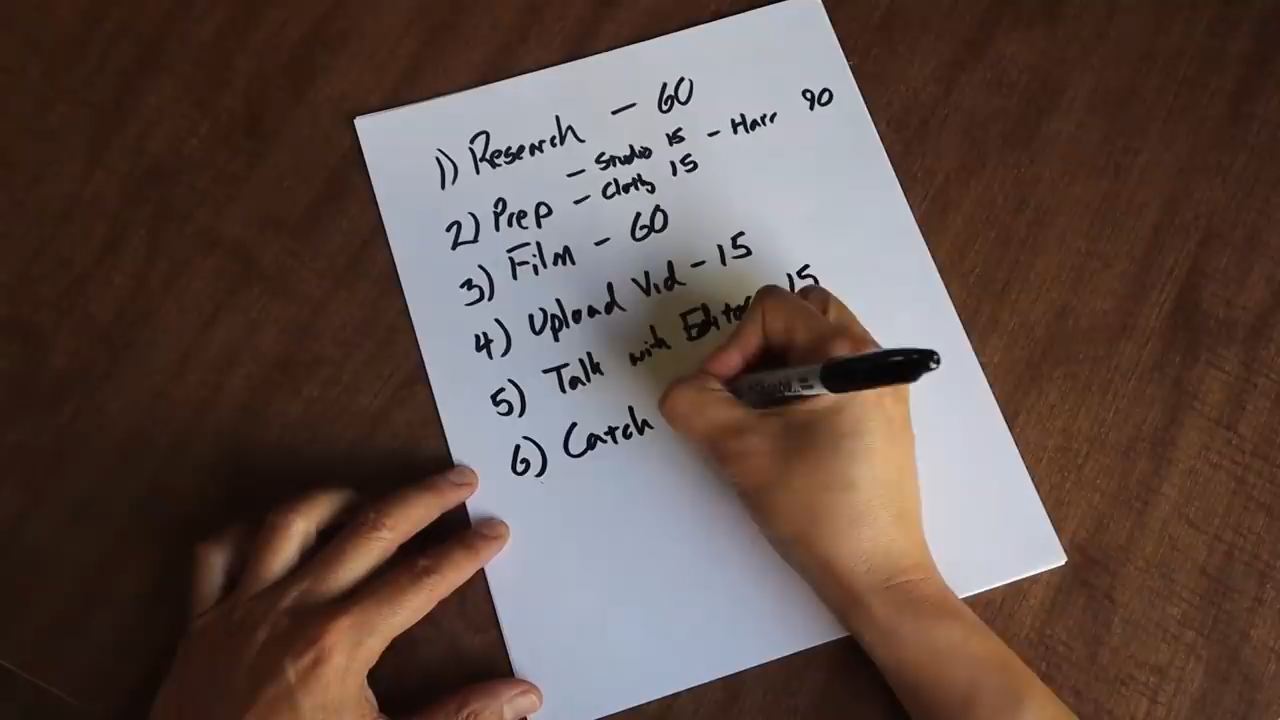 1) Research - 60
- Studio 15 - Hair 90
2) Prep - Cloth 15
3) Film - 60
4) Upload Vid - 15
5) Talk with Editor 15
6) Catch